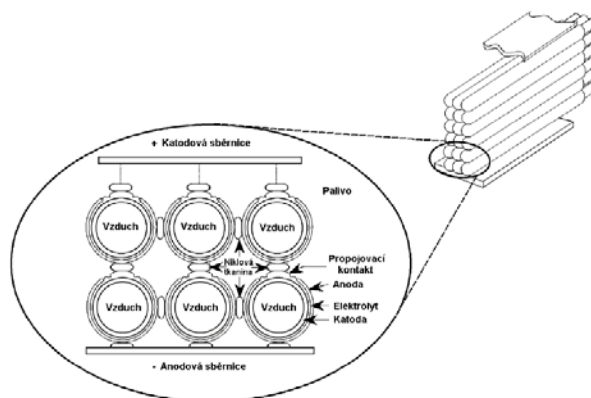 + Katodová sběrnice
Palivo
Vzduch Vzduch Vzduch
Niklová
tkanina
Propojovací
kontakt
Anoda
Vzduch Vzduch Vzduch
Elektrolyt
Katoda
- Anodová sběrnice